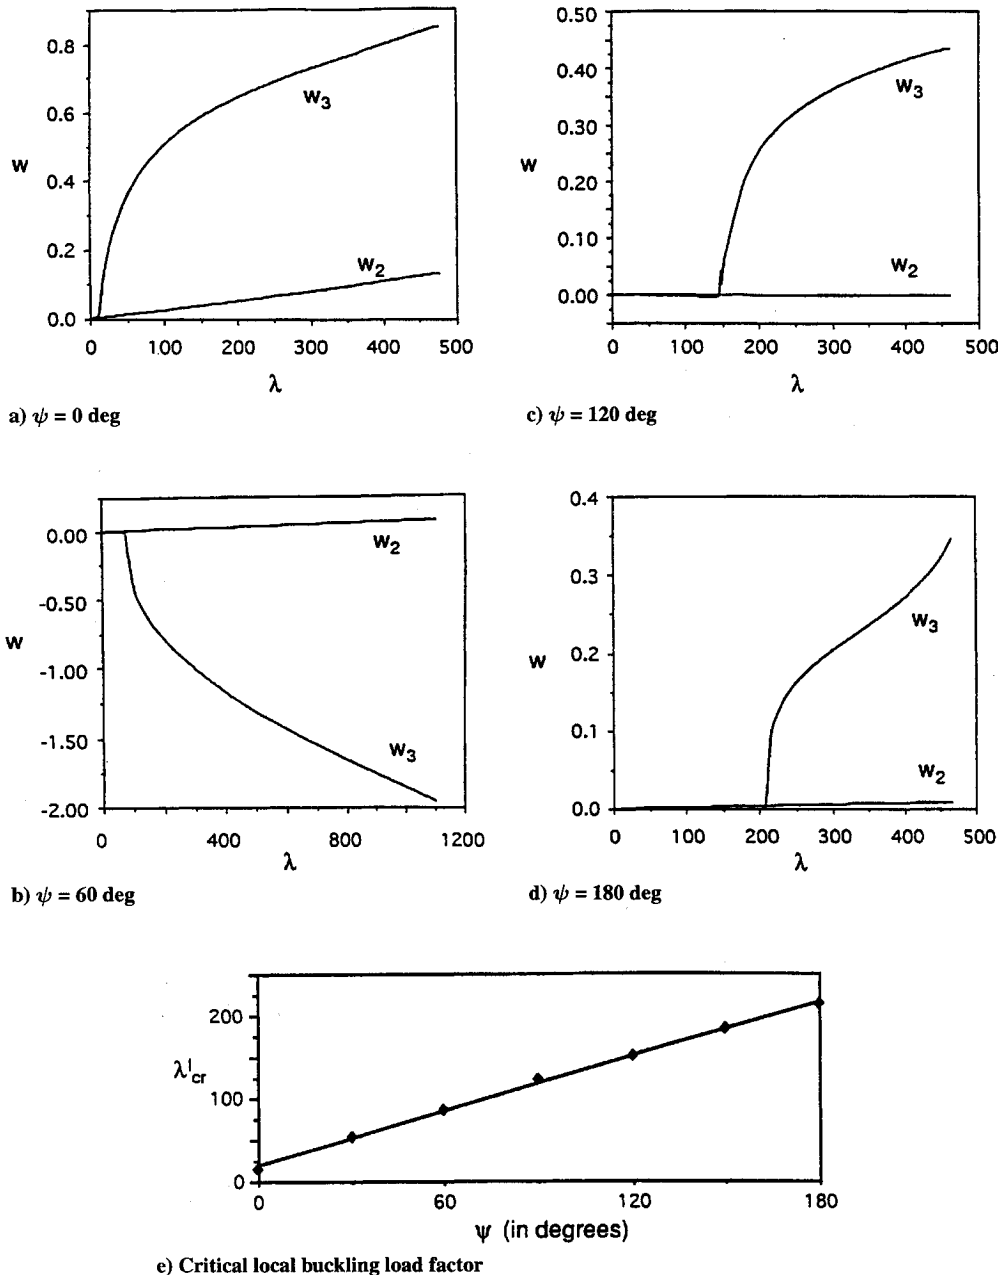 0.8
0.6
0.4
0.2
0.0
w
W3
W2
0 100 200 300 400 500
λ
a) ψ = 0 deg
0.50
0.40
0.30
0.20
0.10
0.00
w
W3
W2
0 100 200 300 400 500
λ
c) ψ = 120 deg
0.00
-0.50
-1.00
-1.50
-2.00
w
W2
W3
0 400 800 1200
λ
b) ψ = 60 deg
0.4
0.3
0.2
0.1
0.0
w
W3
W2
0 100 200 300 400 500
λ
d) ψ = 180 deg
200
100
0
λ^l_cr
0 60 120 180
ψ (in degrees)
e) Critical local buckling load factor